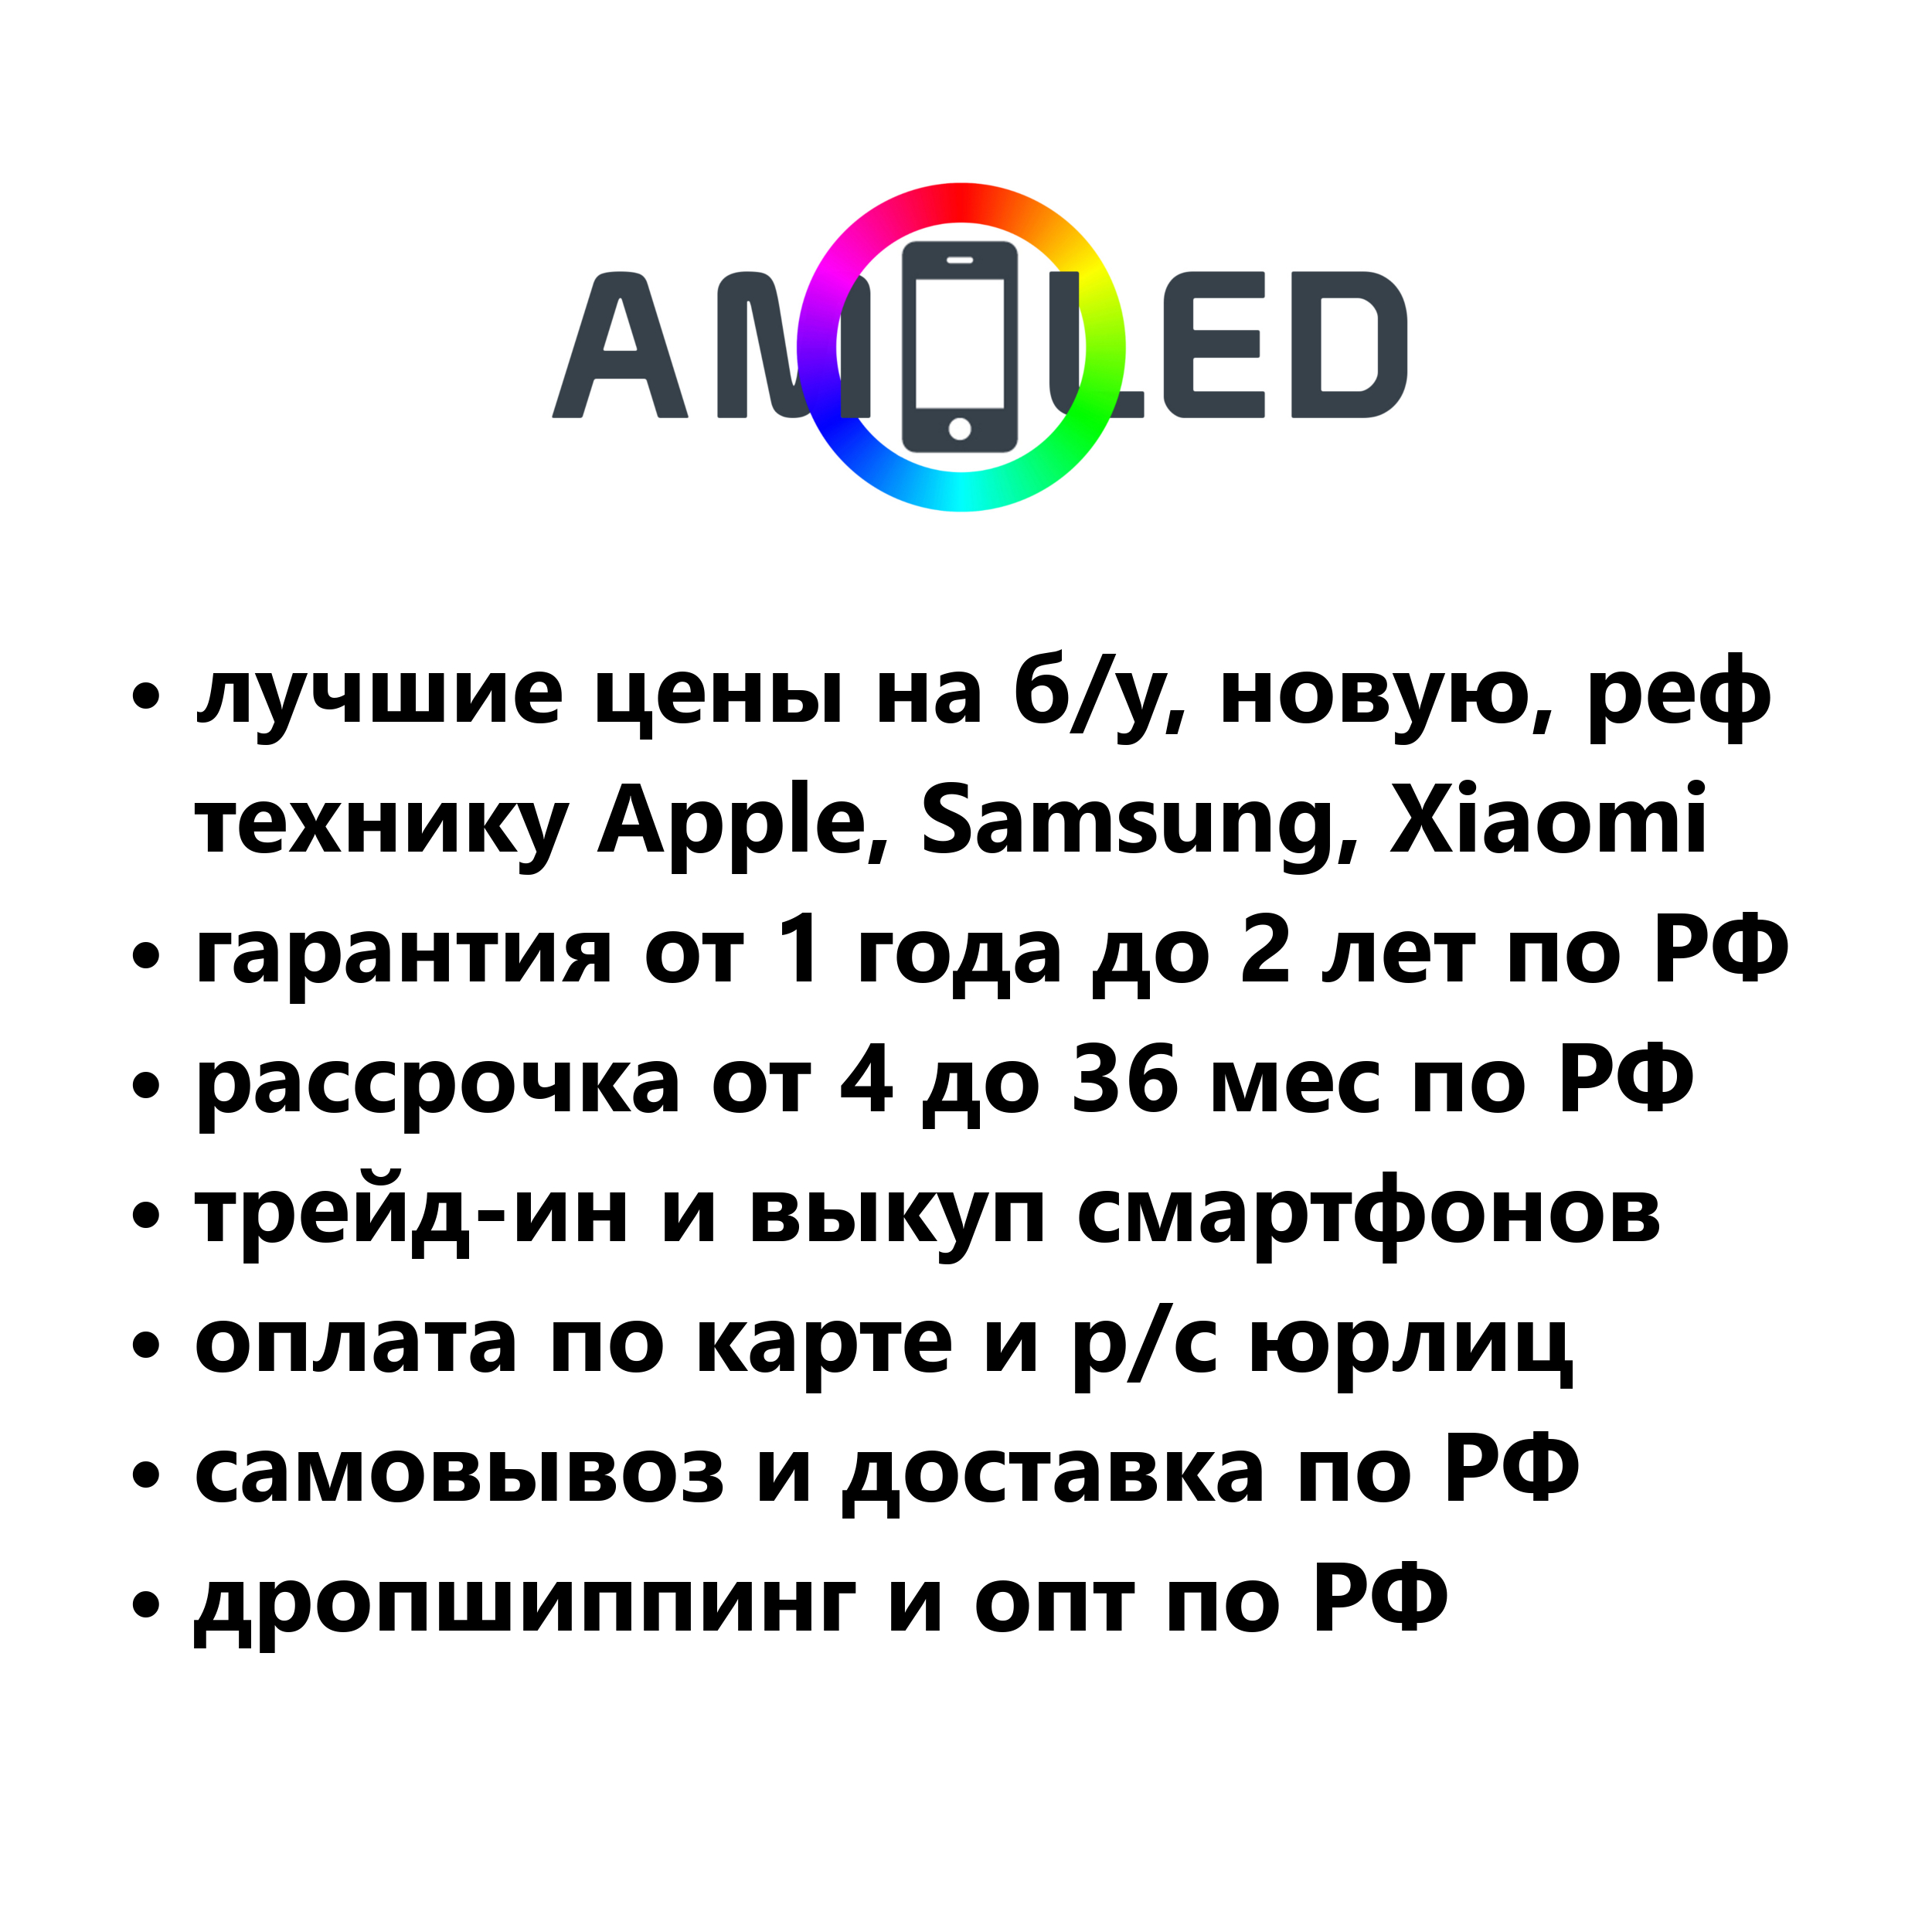 AMOLED
• лучшие цены на б/у, новую, реф
технику Apple, Samsung, Xiaomi
• гарантия от 1 года до 2 лет по РФ
• рассрочка от 4 до 36 мес по РФ
• трейд-ин и выкуп смартфонов
• оплата по карте и р/с юрлиц
• самовывоз и доставка по РФ
• дропшиппинг и опт по РФ